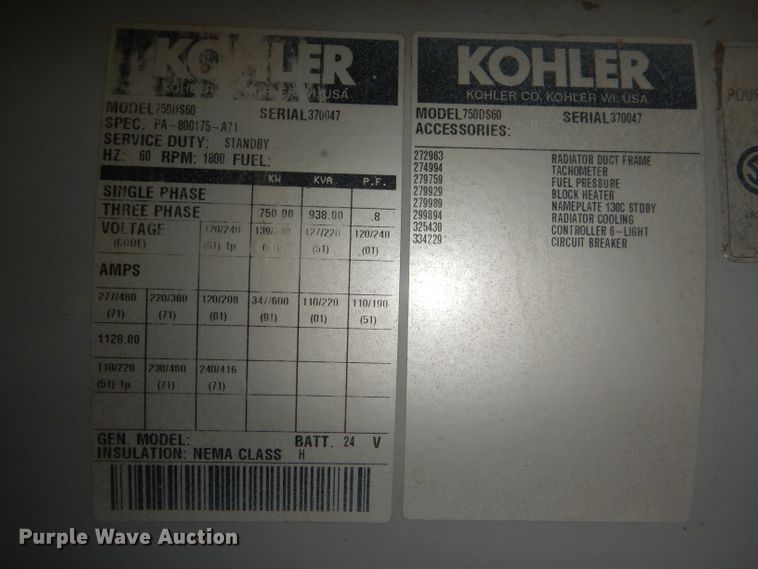 KOHLER
KOHLER WI. USA
MODEL 750DS60 SERIAL 370047
SPEC. PA-800175-A71
SERVICE DUTY: STANDBY
HZ: 60 RPM: 1800 FUEL:
KW KVA P.F.
SINGLE PHASE
THREE PHASE 750.00 938.00 .8
VOLTAGE 120/240 139/240 127/220 120/240
(CODE) (61) 1p (51) (01)
AMPS
277/480 220/380 120/208 347/600 110/220 110/190
(71) (71) (81) (91) (01) (51)
1128.00
110/220 230/400 240/416
(51) 1p (71) (71)
GEN. MODEL: BATT. 24 V
INSULATION: NEMA CLASS H
KOHLER
KOHLER CO. KOHLER WI. USA
MODEL 750DS60 SERIAL 370047
ACCESSORIES:
272963 RADIATOR DUCT FRAME
274994 TACHOMETER
279759 FUEL PRESSURE
279929 BLOCK HEATER
279989 NAMEPLATE 130C STDBY
299894 RADIATOR COOLING
325430 CONTROLLER 6-LIGHT
334229 CIRCUIT BREAKER
POUR
Purple Wave Auction